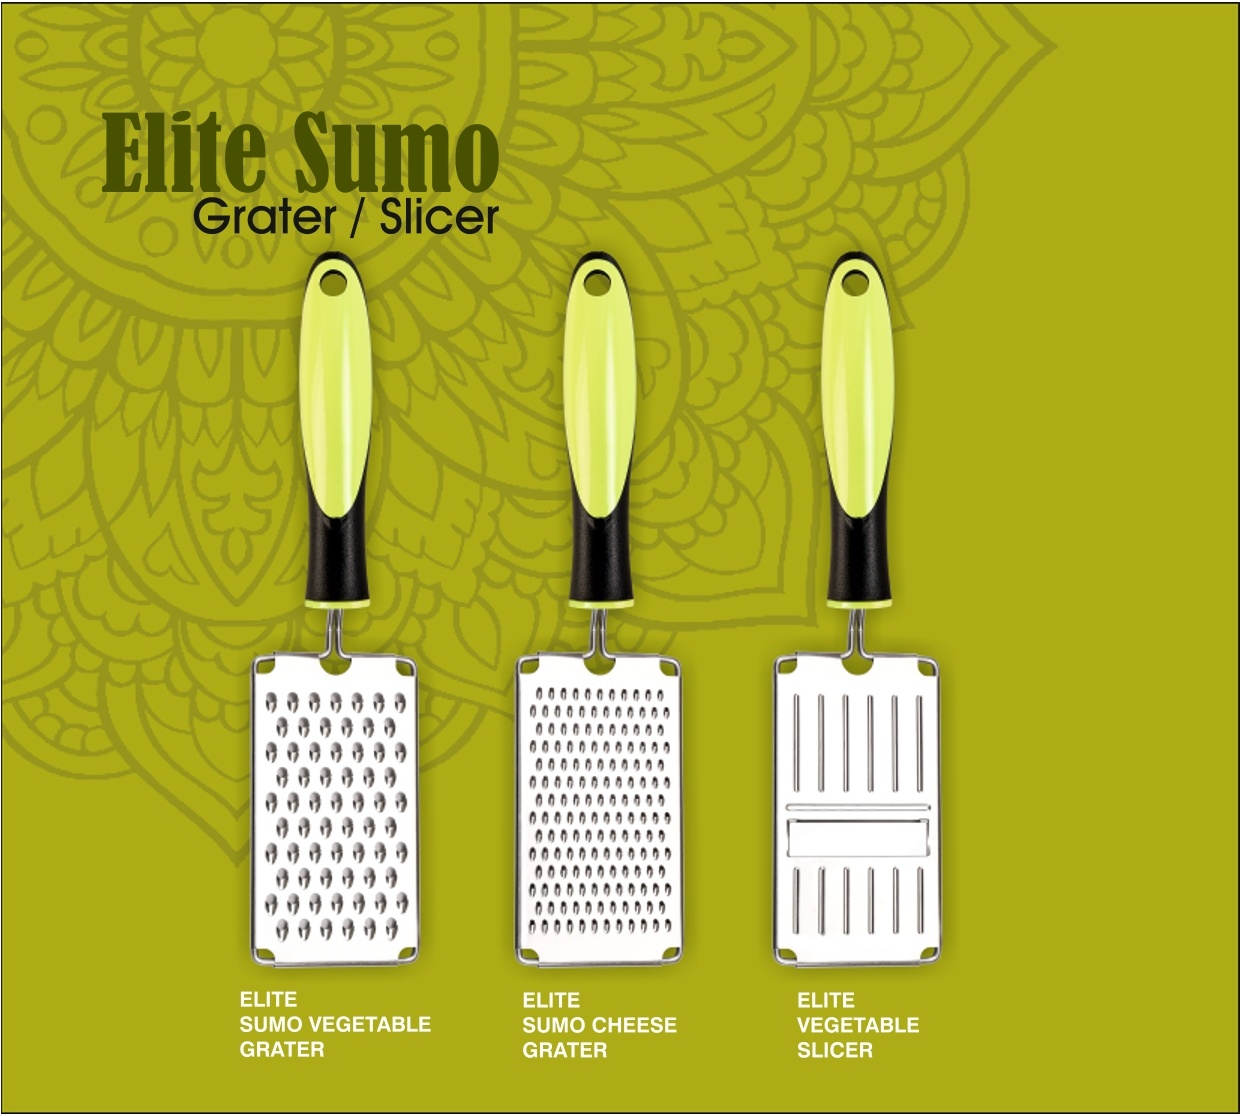 Elite Sumo
Grater / Slicer
ELITE
SUMO VEGETABLE
GRATER
ELITE
SUMO CHEESE
GRATER
ELITE
VEGETABLE
SLICER